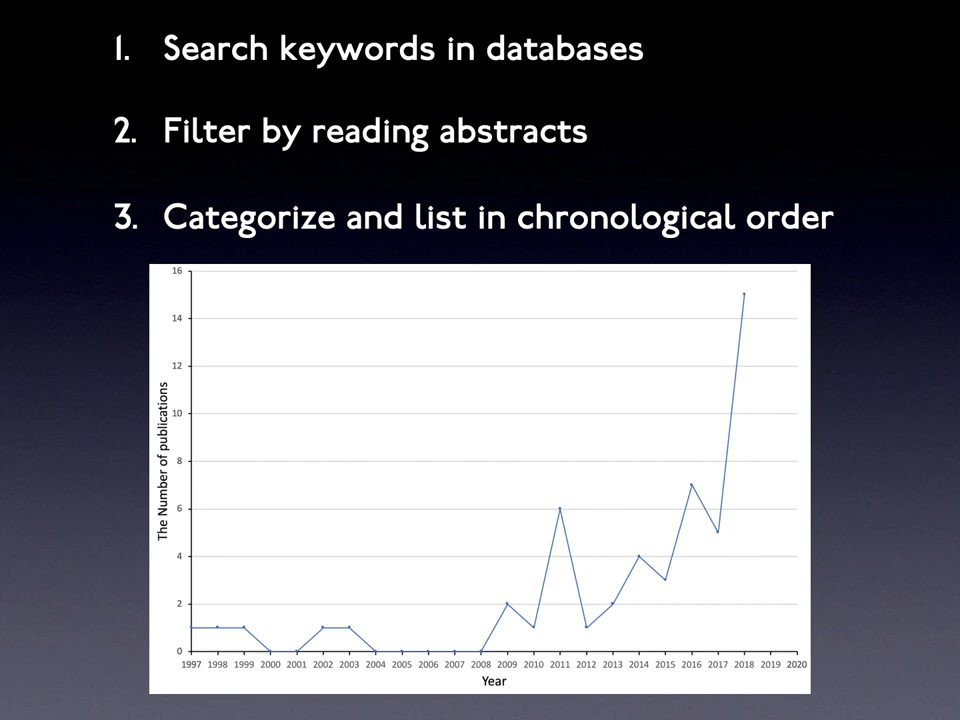 1. Search keywords in databases
2. Filter by reading abstracts
3. Categorize and list in chronological order
16
14
12
10
8
6
4
2
0
The Number of publications
1997 1998 1999 2000 2001 2002 2003 2004 2005 2006 2007 2008 2009 2010 2011 2012 2013 2014 2015 2016 2017 2018 2019 2020
Year